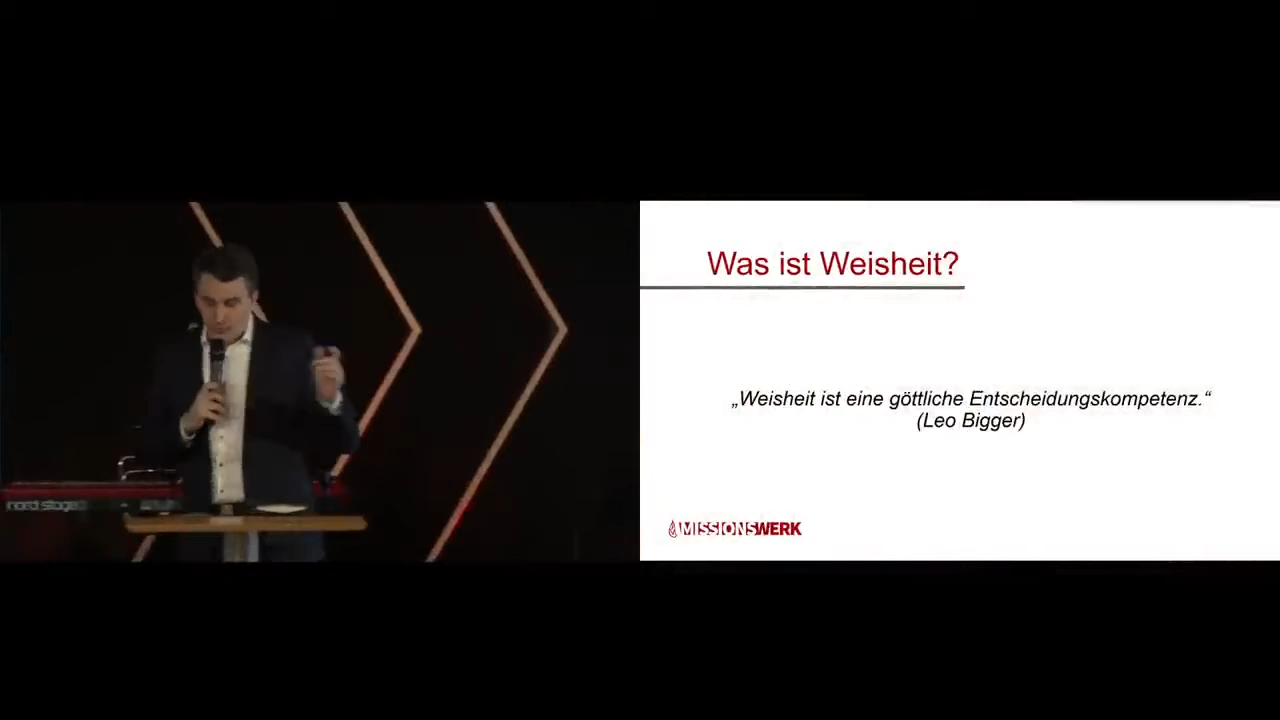 Was ist Weisheit?
„Weisheit ist eine göttliche Entscheidungskompetenz.“
(Leo Bigger)
MISSIONSWERK
nord stage